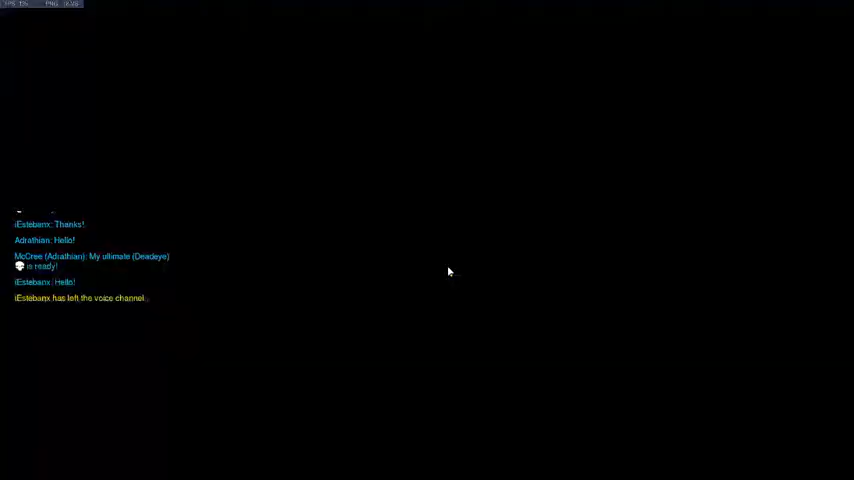 iEstebanx: Thanks!
Adrathian: Hello!
McCree (Adrathian): My ultimate (Deadeye)
is ready!
iEstebanx: Hello!
iEstebanx has left the voice channel.